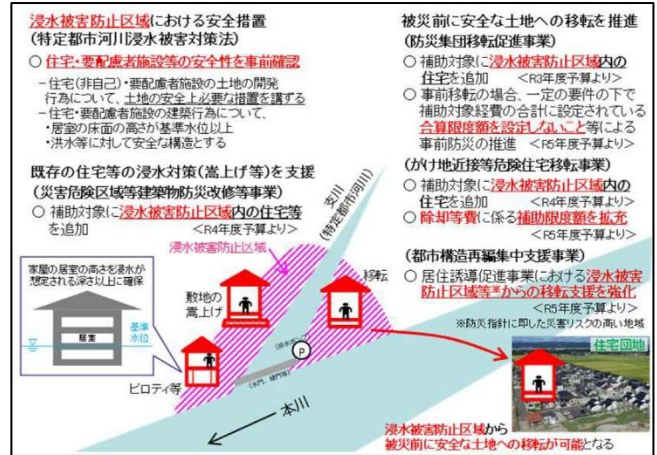 浸水被害防止区域における安全措置
(特定都市河川浸水被害対策法)
○ 住宅・要配慮者施設等の安全性を事前確認
－住宅(非自己)・要配慮者施設の土地の開発
行為について、土地の安全上必要な措置を講ずる
－住宅・要配慮者施設の建築行為について、
・居室の床面の高さが基準水位以上
・洪水等に対して安全な構造とする
既存の住宅等の浸水対策(嵩上げ等)を支援
(災害危険区域等建築物防災改修等事業)
○ 補助対象に浸水被害防止区域内の住宅等
を追加 <R4年度予算より>
浸水被害防止区域
家屋の居室の高さを浸水が
想定される深さ以上に確保
居室
基準
水位
敷地の
嵩上げ
ピロティ等
移転
支川
(特定都市河川)
(排水ポンプ)
P
(水門、樋門等)
本川
被災前に安全な土地への移転を推進
(防災集団移転促進事業)
○ 補助対象に浸水被害防止区域内の
住宅を追加 <R3年度予算より>
○ 事前移転の場合、一定の要件の下で
補助対象経費の合計に設定されている
合算限度額を設定しないこと等による
事前防災の推進 <R5年度予算より>
(がけ地近接等危険住宅移転事業)
○ 補助対象に浸水被害防止区域内の
住宅を追加 <R4年度予算より>
○ 除却等費に係る補助限度額を拡充
<R5年度予算より>
(都市構造再編集中支援事業)
○ 居住誘導促進事業における浸水被害
防止区域等※からの移転支援を強化
<R5年度予算より>
※防災指針に即した災害リスクの高い地域
住宅団地
浸水被害防止区域から
被災前に安全な土地への移転が可能となる